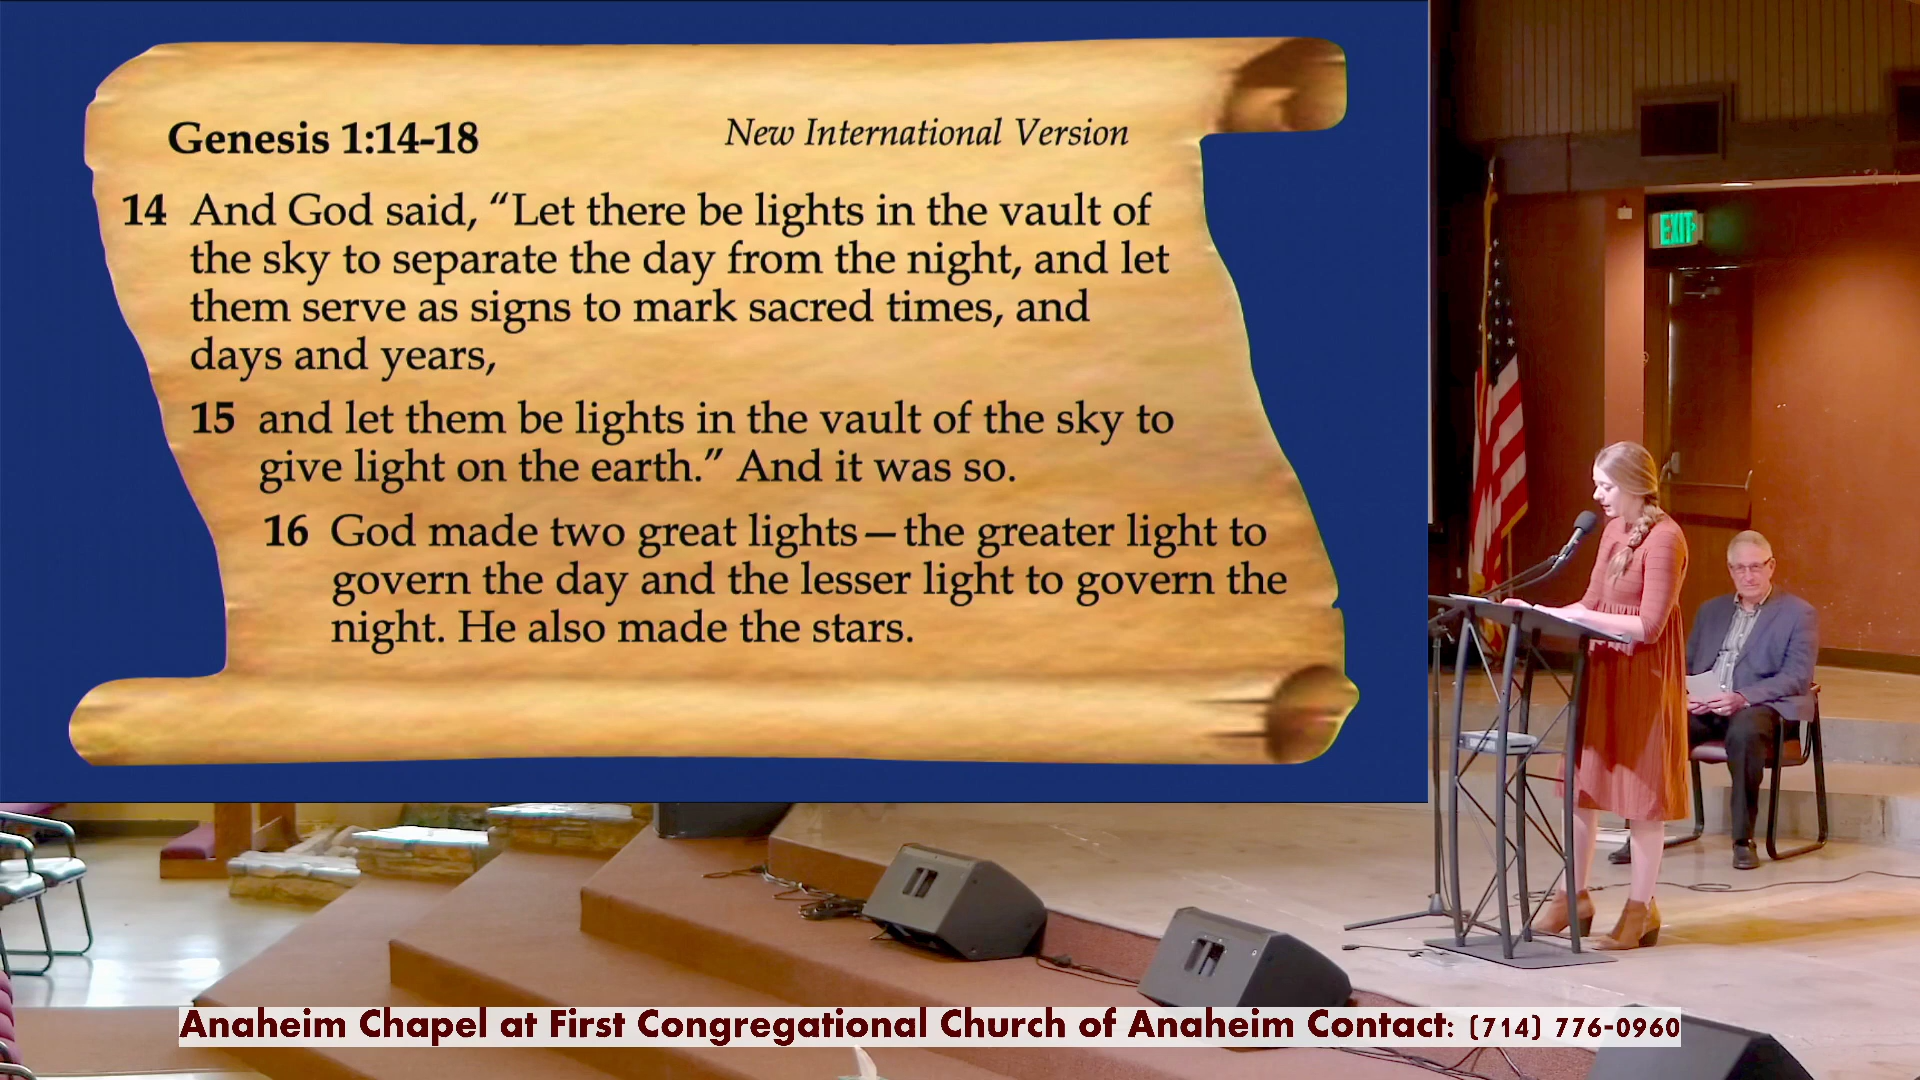 Genesis 1:14-18 New International Version
14 And God said, “Let there be lights in the vault of
the sky to separate the day from the night, and let
them serve as signs to mark sacred times, and
days and years,
15 and let them be lights in the vault of the sky to
give light on the earth.” And it was so.
16 God made two great lights—the greater light to
govern the day and the lesser light to govern the
night. He also made the stars.
EXIT
Anaheim Chapel at First Congregational Church of Anaheim Contact: (714) 776-0960